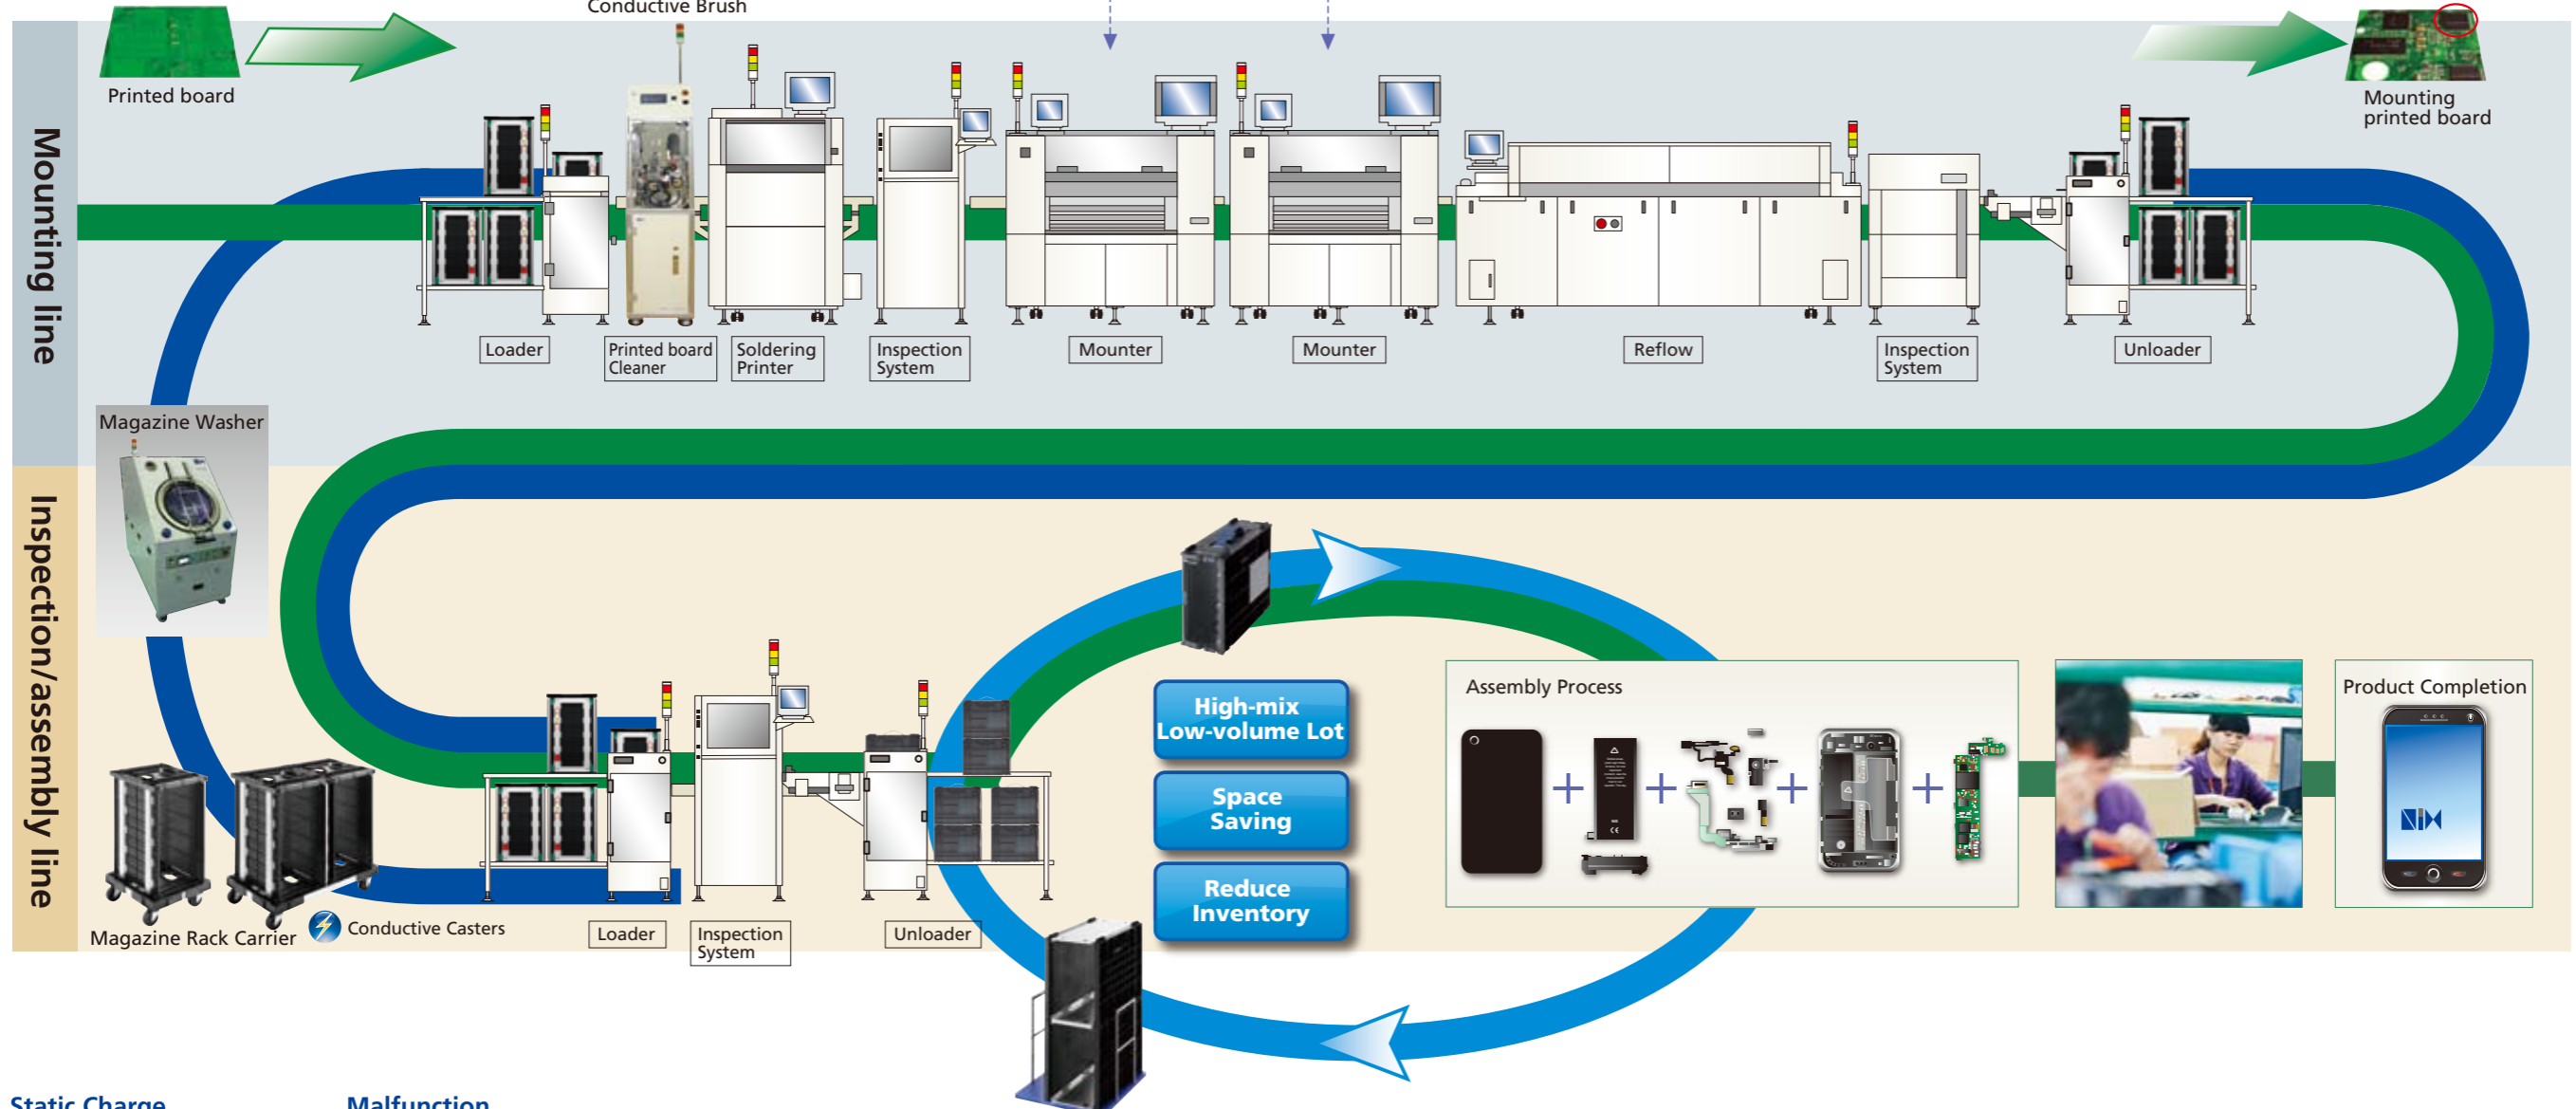 Conductive Brush
Printed board
Mounting
printed board
Mounting line
Loader
Printed board
Cleaner
Soldering
Printer
Inspection
System
Mounter
Mounter
Reflow
Inspection
System
Unloader
Magazine Washer
Inspection/assembly line
High-mix
Low-volume Lot
Space
Saving
Reduce
Inventory
Assembly Process
Product Completion
NIX
Magazine Rack Carrier
Conductive Casters
Loader
Inspection
System
Unloader
Static Charge
Malfunction